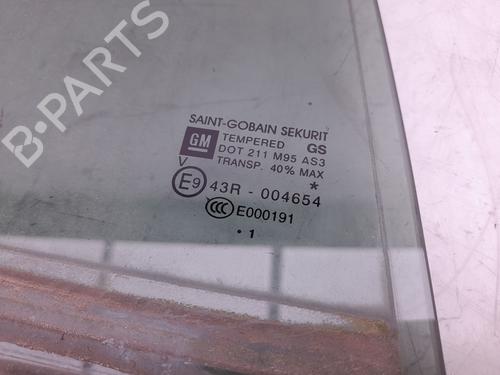 B-PARTS
SAINT-GOBAIN SEKURIT
GM TEMPERED GS
DOT 211 M95 AS3
TRANSP. 40% MAX
V *
E9 43R - 004654
CCC E000191
. 1